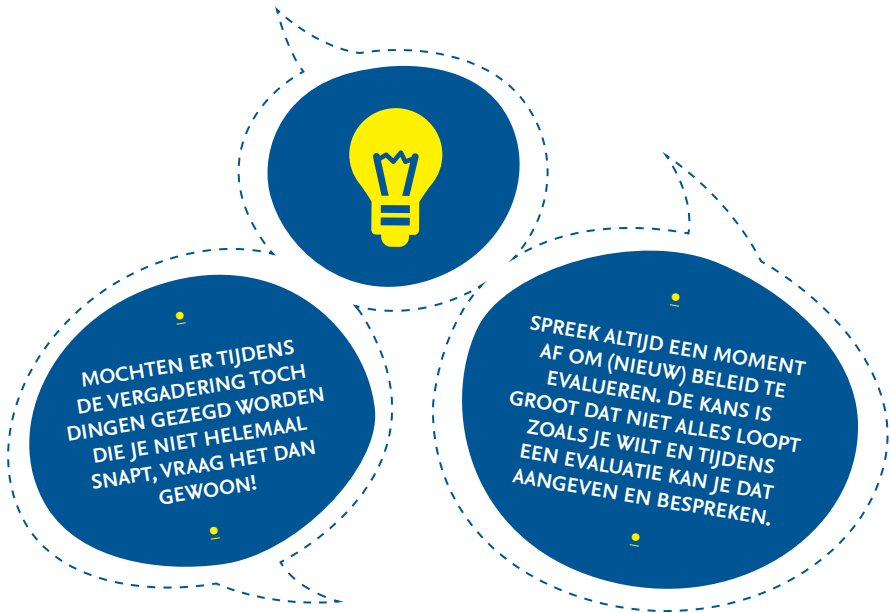 MOCHTEN ER TIJDENS
DE VERGADERING TOCH
DINGEN GEZEGD WORDEN
DIE JE NIET HELEMAAL
SNAPT, VRAAG HET DAN
GEWOON!
SPREEK ALTIJD EEN MOMENT
AF OM (NIEUW) BELEID TE
EVALUEREN. DE KANS IS
GROOT DAT NIET ALLES LOOPT
ZOALS JE WILT EN TIJDENS
EEN EVALUATIE KAN JE DAT
AANGEVEN EN BESPREKEN.